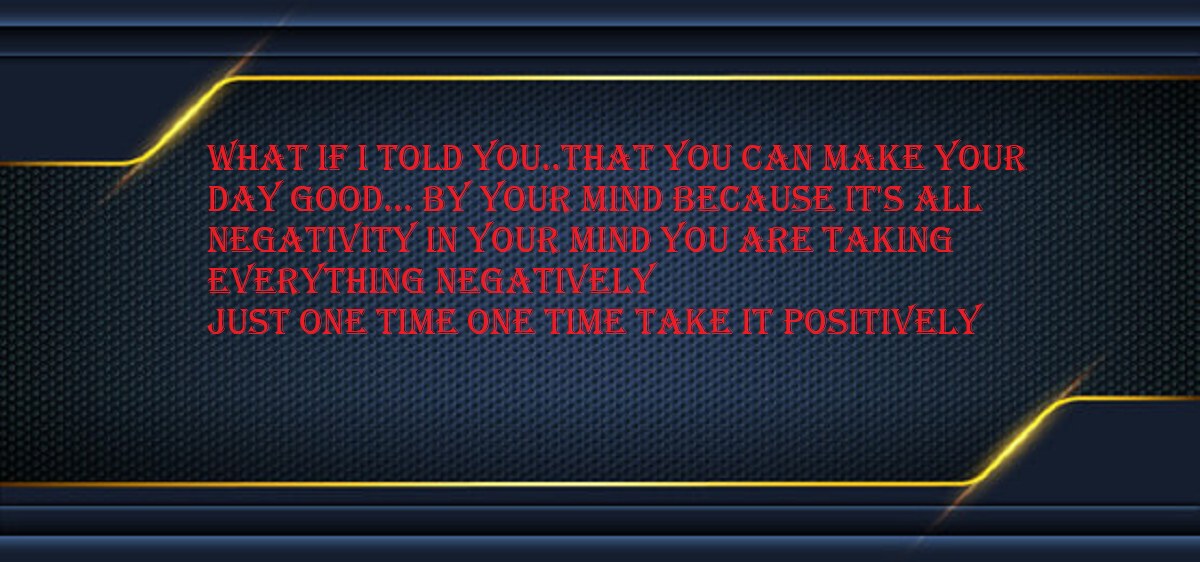 WHAT IF I TOLD YOU..THAT YOU CAN MAKE YOUR
DAY GOOD... BY YOUR MIND BECAUSE IT'S ALL
NEGATIVITY IN YOUR MIND YOU ARE TAKING
EVERYTHING NEGATIVELY
JUST ONE TIME ONE TIME TAKE IT POSITIVELY